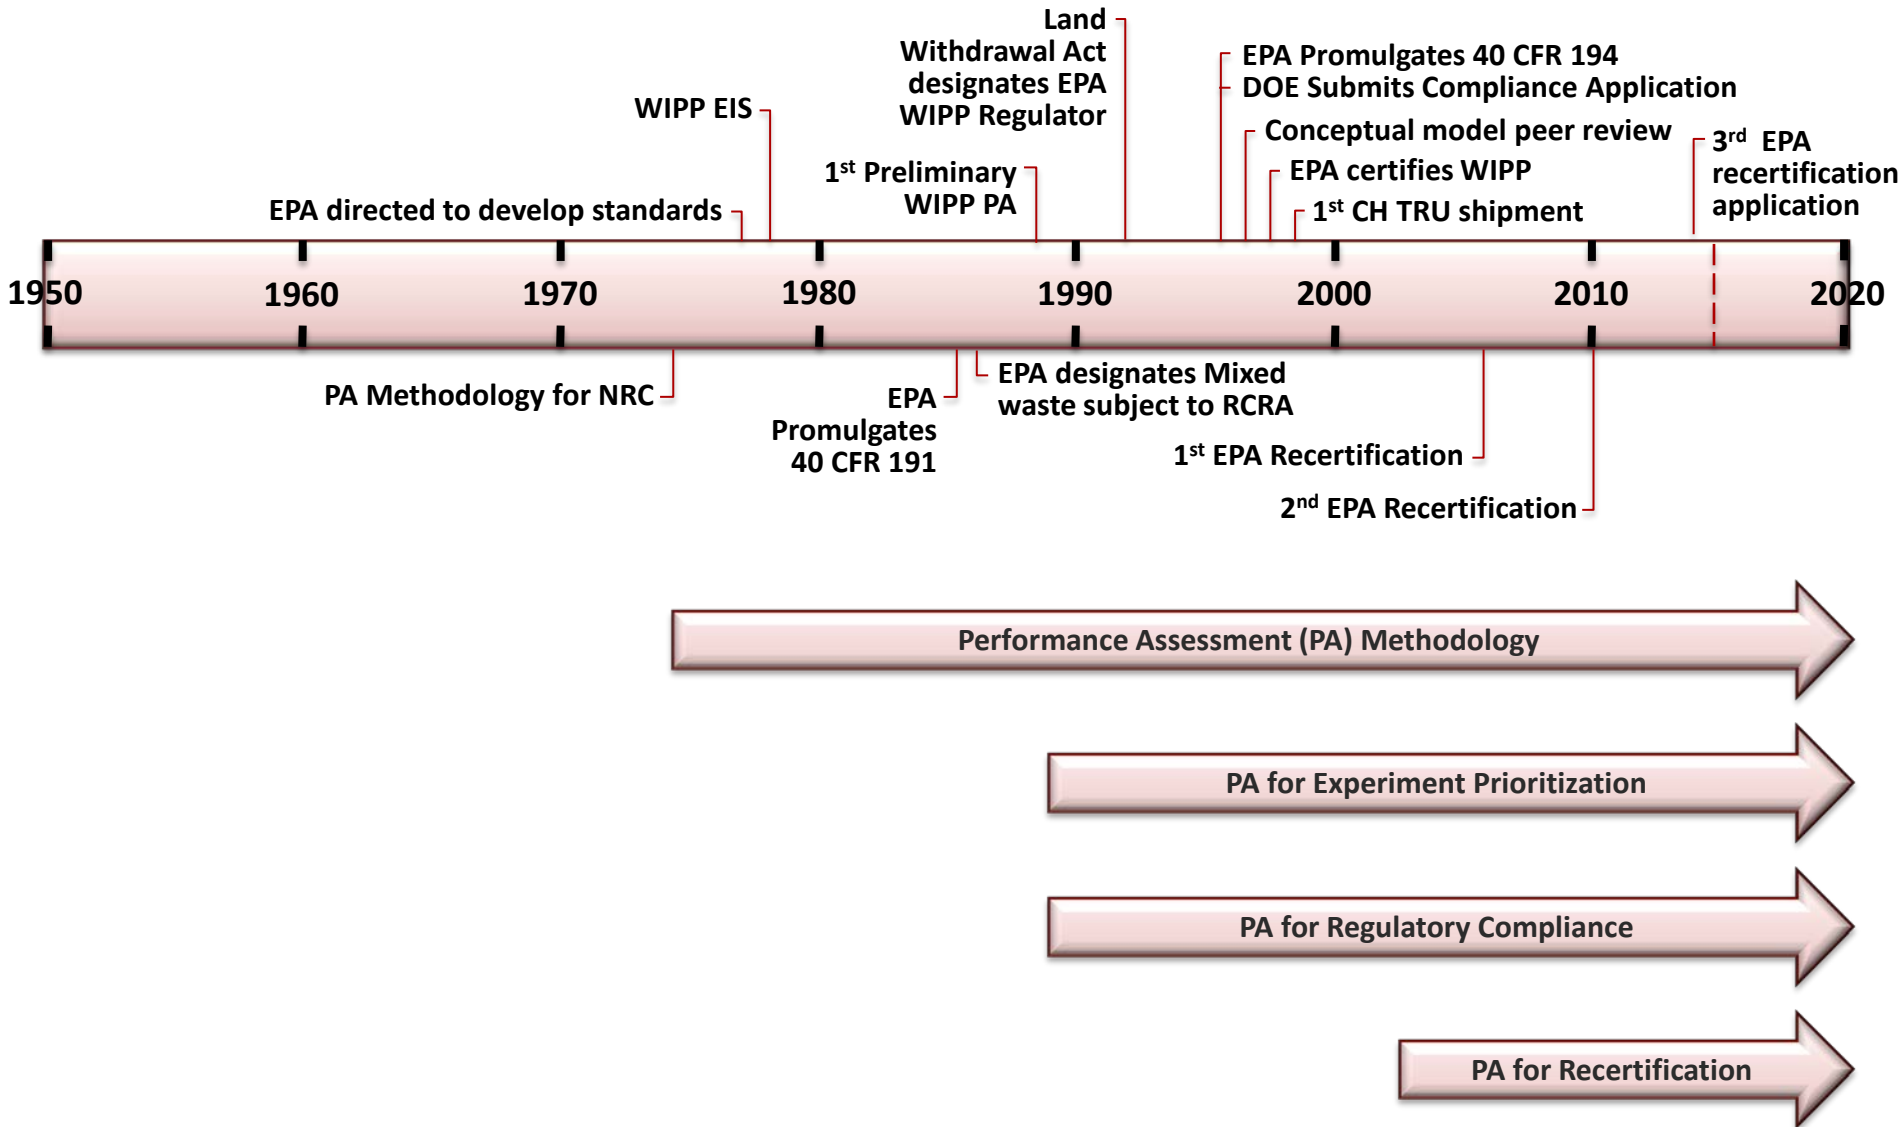 Land
Withdrawal Act
designates EPA
WIPP Regulator
EPA Promulgates 40 CFR 194
DOE Submits Compliance Application
WIPP EIS
Conceptual model peer review
3rd EPA
recertification
application
1st Preliminary
WIPP PA
EPA certifies WIPP
EPA directed to develop standards
1st CH TRU shipment
1950 1960 1970 1980 1990 2000 2010 2020
PA Methodology for NRC
EPA
Promulgates
40 CFR 191
EPA designates Mixed
waste subject to RCRA
1st EPA Recertification
2nd EPA Recertification
Performance Assessment (PA) Methodology
PA for Experiment Prioritization
PA for Regulatory Compliance
PA for Recertification